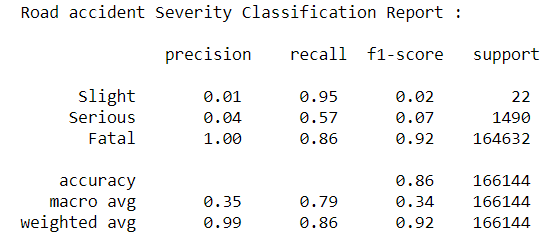 Road accident Severity Classification Report :
precision recall f1-score support
Slight 0.01 0.95 0.02 22
Serious 0.04 0.57 0.07 1490
Fatal 1.00 0.86 0.92 164632
accuracy 0.86 166144
macro avg 0.35 0.79 0.34 166144
weighted avg 0.99 0.86 0.92 166144